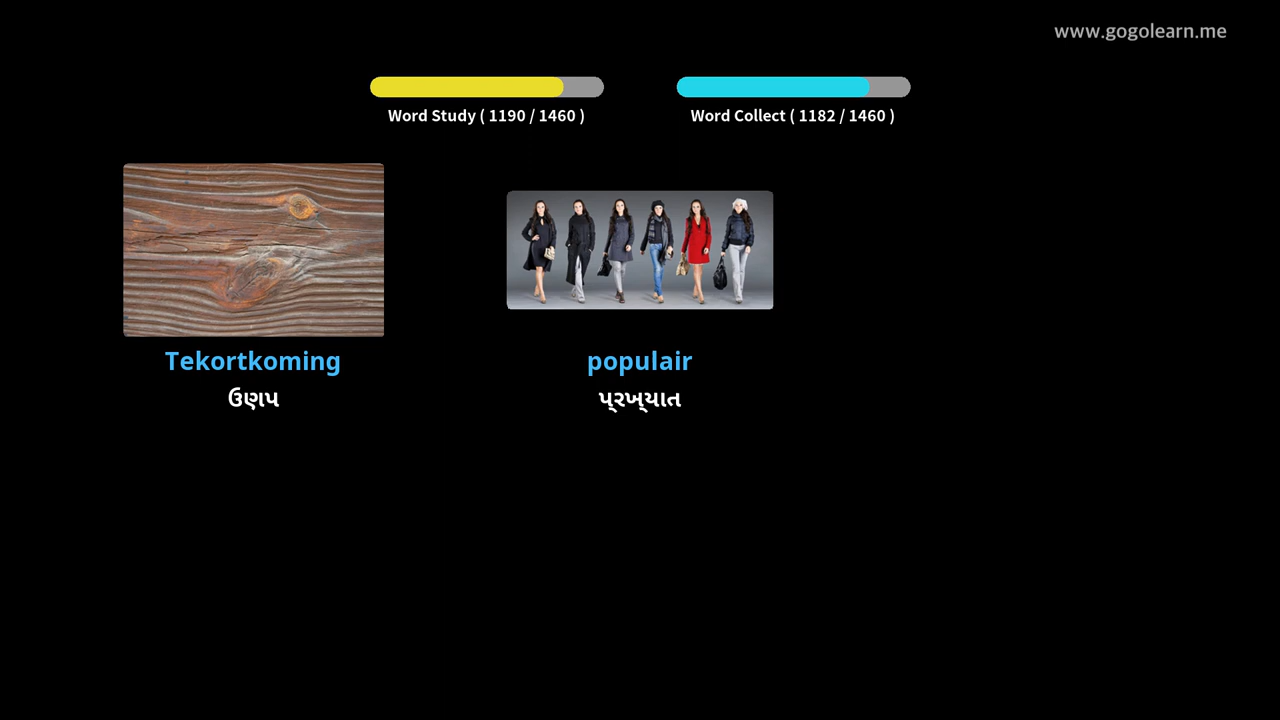 www.gogolearn.me
Word Study ( 1190 / 1460 )
Word Collect ( 1182 / 1460 )
Tekortkoming
populair
ઉણપ
પ્રખ્યાત